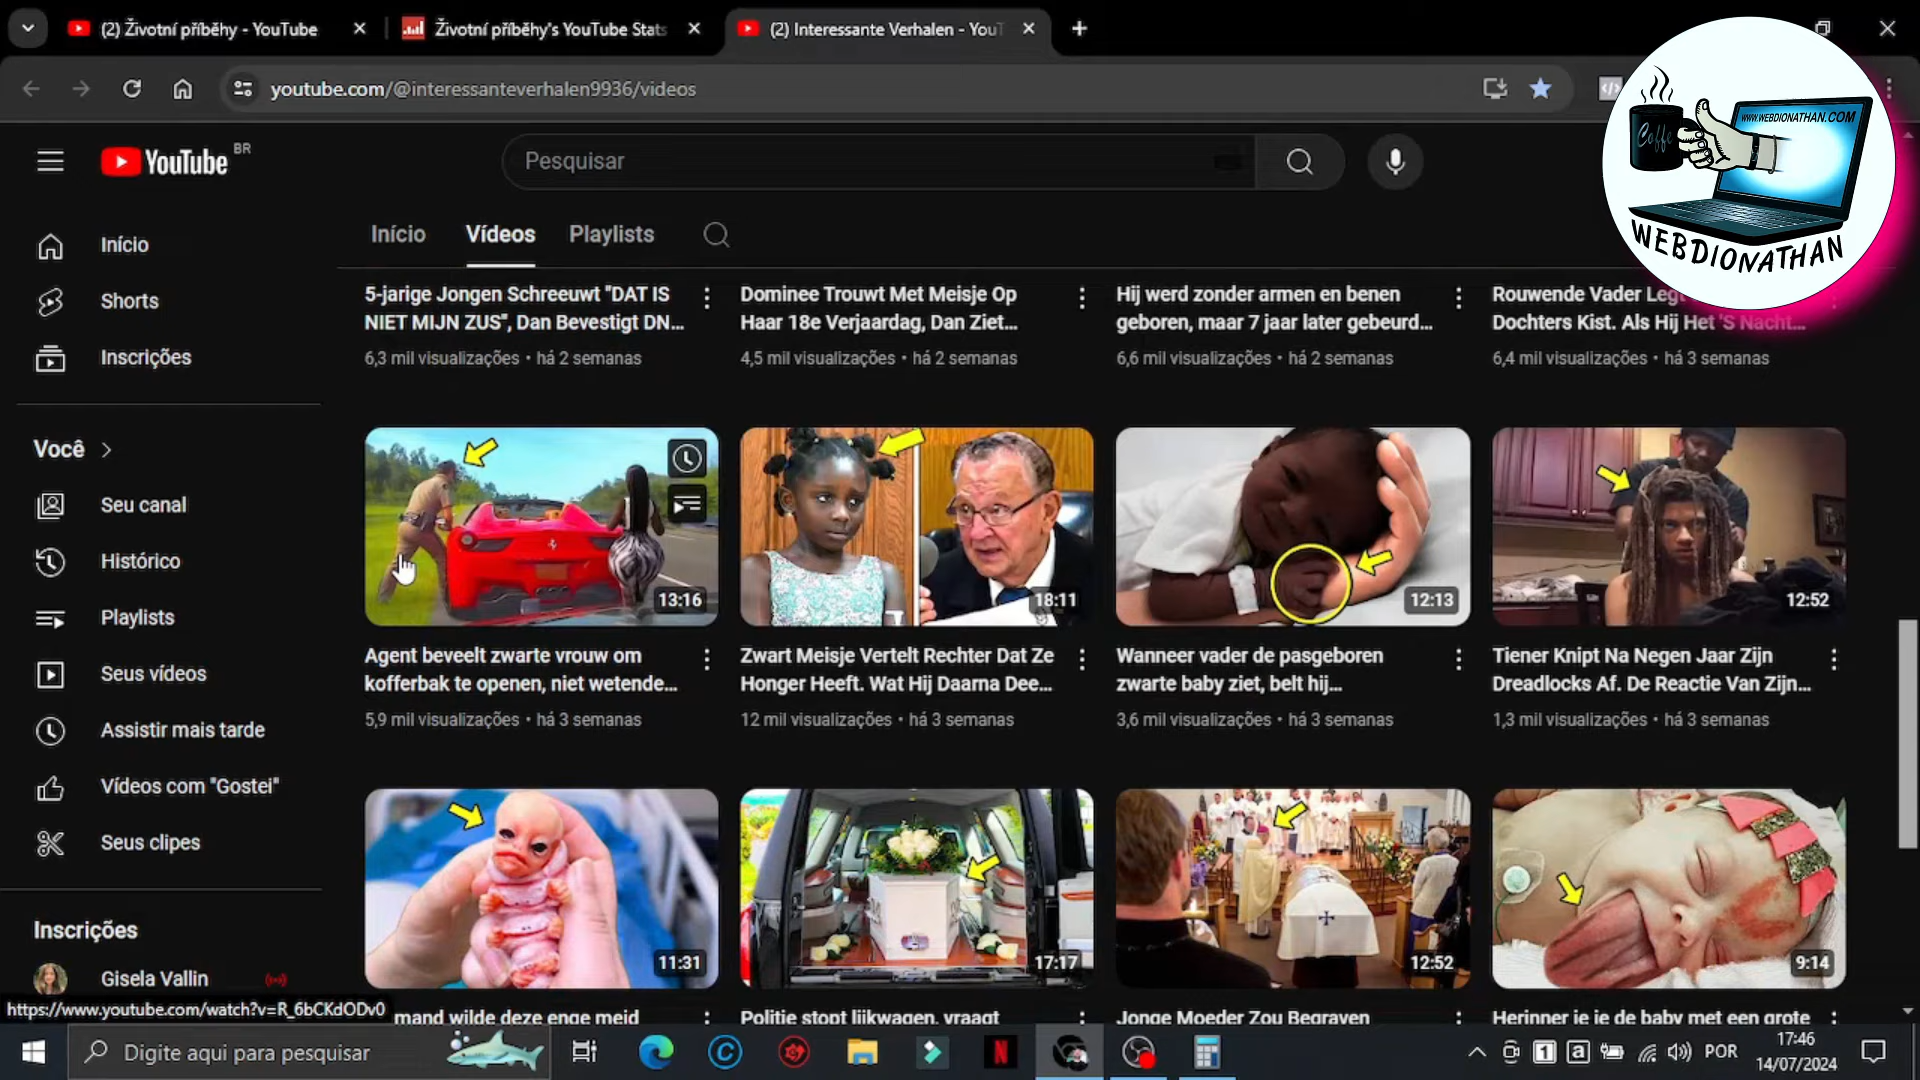 (2) Životní příběhy - YouTube
Životní příběhy's YouTube Stats
(2) Interessante Verhalen - YouT
youtube.com/@interessanteverhalen9936/videos
WWW.WEBDIONATHAN.COM
Coffe
WEBDIONATHAN
YouTube BR
Pesquisar
Início
Shorts
Inscrições
Você
Seu canal
Histórico
Playlists
Seus vídeos
Assistir mais tarde
Vídeos com "Gostei"
Seus clipes
Inscrições
Gisela Vallin
https://www.youtube.com/watch?v=R_6bCKdODv0
Início
Vídeos
Playlists
5-jarige Jongen Schreeuwt "DAT IS
NIET MIJN ZUS", Dan Bevestigt DN...
6,3 mil visualizações • há 2 semanas
Dominee Trouwt Met Meisje Op
Haar 18e Verjaardag, Dan Ziet...
4,5 mil visualizações • há 2 semanas
Hij werd zonder armen en benen
geboren, maar 7 jaar later gebeurd...
6,6 mil visualizações • há 2 semanas
Rouwende Vader Leg
Dochters Kist. Als Hij Het 'S Nacht...
6,4 mil visualizações • há 3 semanas
13:16
Agent beveelt zwarte vrouw om
kofferbak te openen, niet wetende...
5,9 mil visualizações • há 3 semanas
18:11
Zwart Meisje Vertelt Rechter Dat Ze
Honger Heeft. Wat Hij Daarna Dee...
12 mil visualizações • há 3 semanas
12:13
Wanneer vader de pasgeboren
zwarte baby ziet, belt hij...
3,6 mil visualizações • há 3 semanas
12:52
Tiener Knipt Na Negen Jaar Zijn
Dreadlocks Af. De Reactie Van Zijn...
1,3 mil visualizações • há 3 semanas
11:31
mand wilde deze enge meid
17:17
Politie stopt lijkwagen, vraagt
12:52
Jonge Moeder Zou Begraven
9:14
Herinner je je de baby met een grote
Digite aqui para pesquisar
POR
17:46
14/07/2024